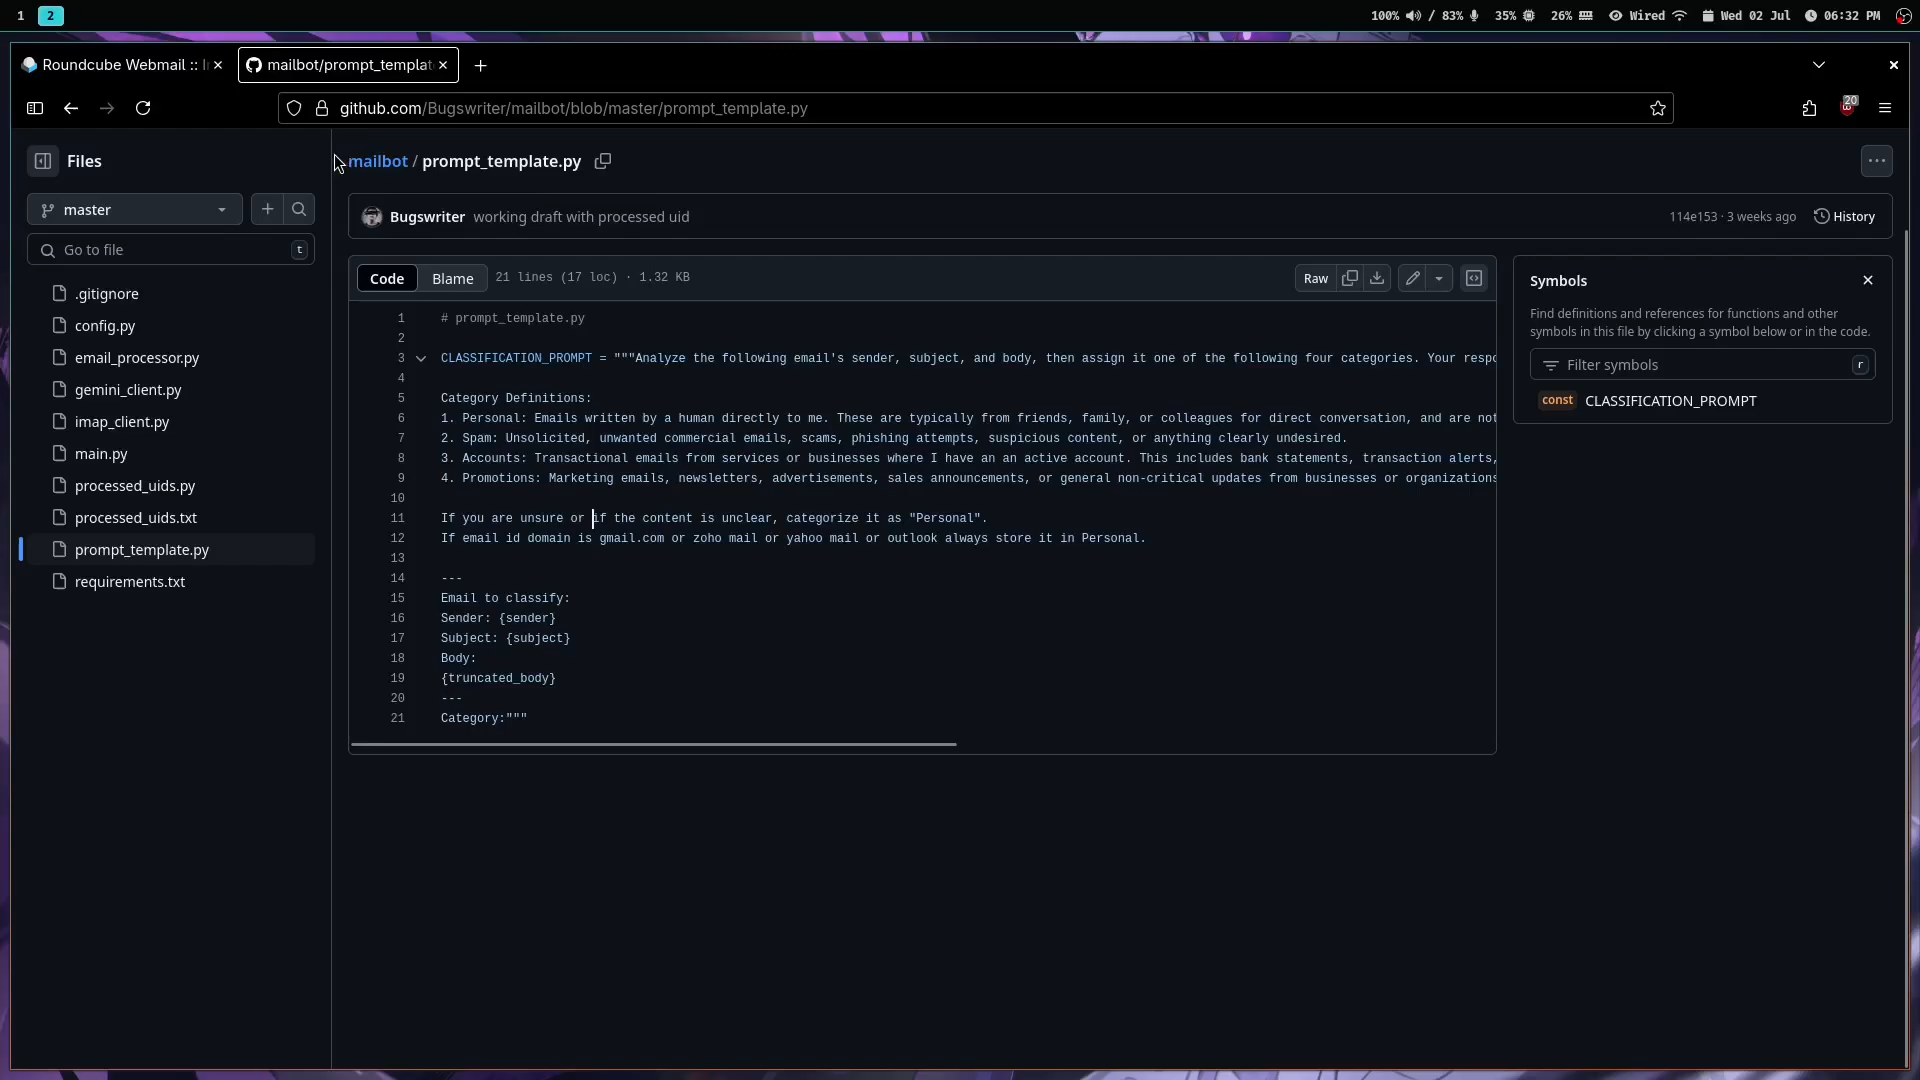 1 2 100% / 83% 35% 26% Wired Wed 02 Jul 06:32 PM
Roundcube Webmail :: I mailbot/prompt_templat
github.com/Bugswriter/mailbot/blob/master/prompt_template.py 20
Files
master
Go to file t
.gitignore
config.py
email_processor.py
gemini_client.py
imap_client.py
main.py
processed_uids.py
processed_uids.txt
prompt_template.py
requirements.txt
mailbot / prompt_template.py
Bugswriter working draft with processed uid 114e153 · 3 weeks ago History
Code Blame 21 lines (17 loc) · 1.32 KB Raw
1 # prompt_template.py
2
3 CLASSIFICATION_PROMPT = """Analyze the following email's sender, subject, and body, then assign it one of the following four categories. Your respo
4
5 Category Definitions:
6 1. Personal: Emails written by a human directly to me. These are typically from friends, family, or colleagues for direct conversation, and are not
7 2. Spam: Unsolicited, unwanted commercial emails, scams, phishing attempts, suspicious content, or anything clearly undesired.
8 3. Accounts: Transactional emails from services or businesses where I have an an active account. This includes bank statements, transaction alerts,
9 4. Promotions: Marketing emails, newsletters, advertisements, sales announcements, or general non-critical updates from businesses or organizations
10
11 If you are unsure or if the content is unclear, categorize it as "Personal".
12 If email id domain is gmail.com or zoho mail or yahoo mail or outlook always store it in Personal.
13
14 ---
15 Email to classify:
16 Sender: {sender}
17 Subject: {subject}
18 Body:
19 {truncated_body}
20 ---
21 Category:"""
Symbols
Find definitions and references for functions and other
symbols in this file by clicking a symbol below or in the code.
Filter symbols r
const CLASSIFICATION_PROMPT